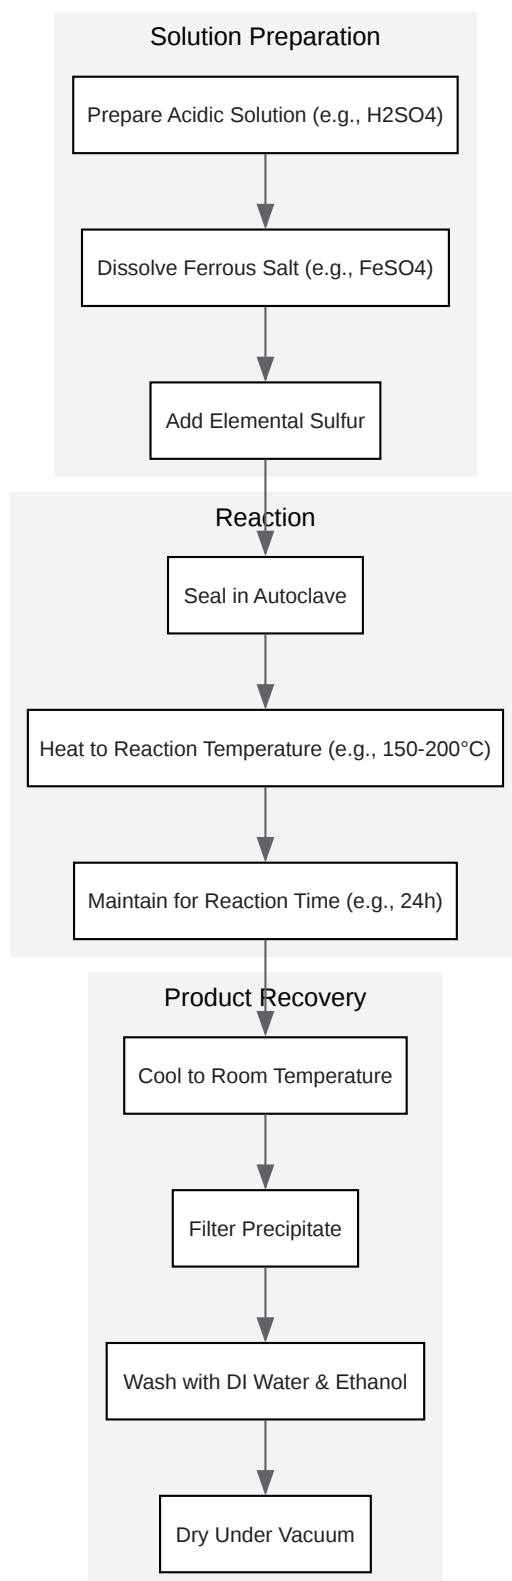 Solution Preparation
Prepare Acidic Solution (e.g., H2SO4)
Dissolve Ferrous Salt (e.g., FeSO4)
Add Elemental Sulfur
Reaction
Seal in Autoclave
Heat to Reaction Temperature (e.g., 150-200°C)
Maintain for Reaction Time (e.g., 24h)
Product Recovery
Cool to Room Temperature
Filter Precipitate
Wash with DI Water & Ethanol
Dry Under Vacuum